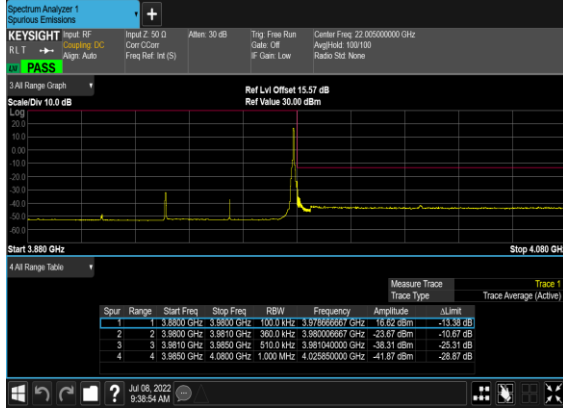 Spectrum Analyzer 1
Spurious Emissions
+
KEYSIGHT Input: RF Input Z: 50 Ω Atten: 30 dB Trig: Free Run Center Freq: 22.005000000 GHz
RLT Coupling: DC Corr CCorr Gate: Off Avg|Hold: 100/100
Align: Auto Freq Ref: Int (S) IF Gain: Low Radio Std: None
PASS
3 All Range Graph
Ref Lvl Offset 15.57 dB
Scale/Div 10.0 dB Ref Value 30.00 dBm
Log
20.0
10.0
0.00
-10.0
-20.0
-30.0
-40.0
-50.0
-60.0
Start 3.880 GHz Stop 4.080 GHz
4 All Range Table
Measure Trace Trace 1
Trace Type Trace Average (Active)
Spur Range Start Freq Stop Freq RBW Frequency Amplitude ΔLimit
1 1 3.8800 GHz 3.9800 GHz 100.0 kHz 3.978666667 GHz 16.62 dBm -13.38 dB
2 2 3.9800 GHz 3.9810 GHz 360.0 kHz 3.980006667 GHz -23.67 dBm -10.67 dB
3 3 3.9810 GHz 3.9850 GHz 510.0 kHz 3.981040000 GHz -38.31 dBm -25.31 dB
4 4 3.9850 GHz 4.0800 GHz 1.000 MHz 4.025850000 GHz -41.87 dBm -28.87 dB
? Jul 08, 2022
9:38:54 AM